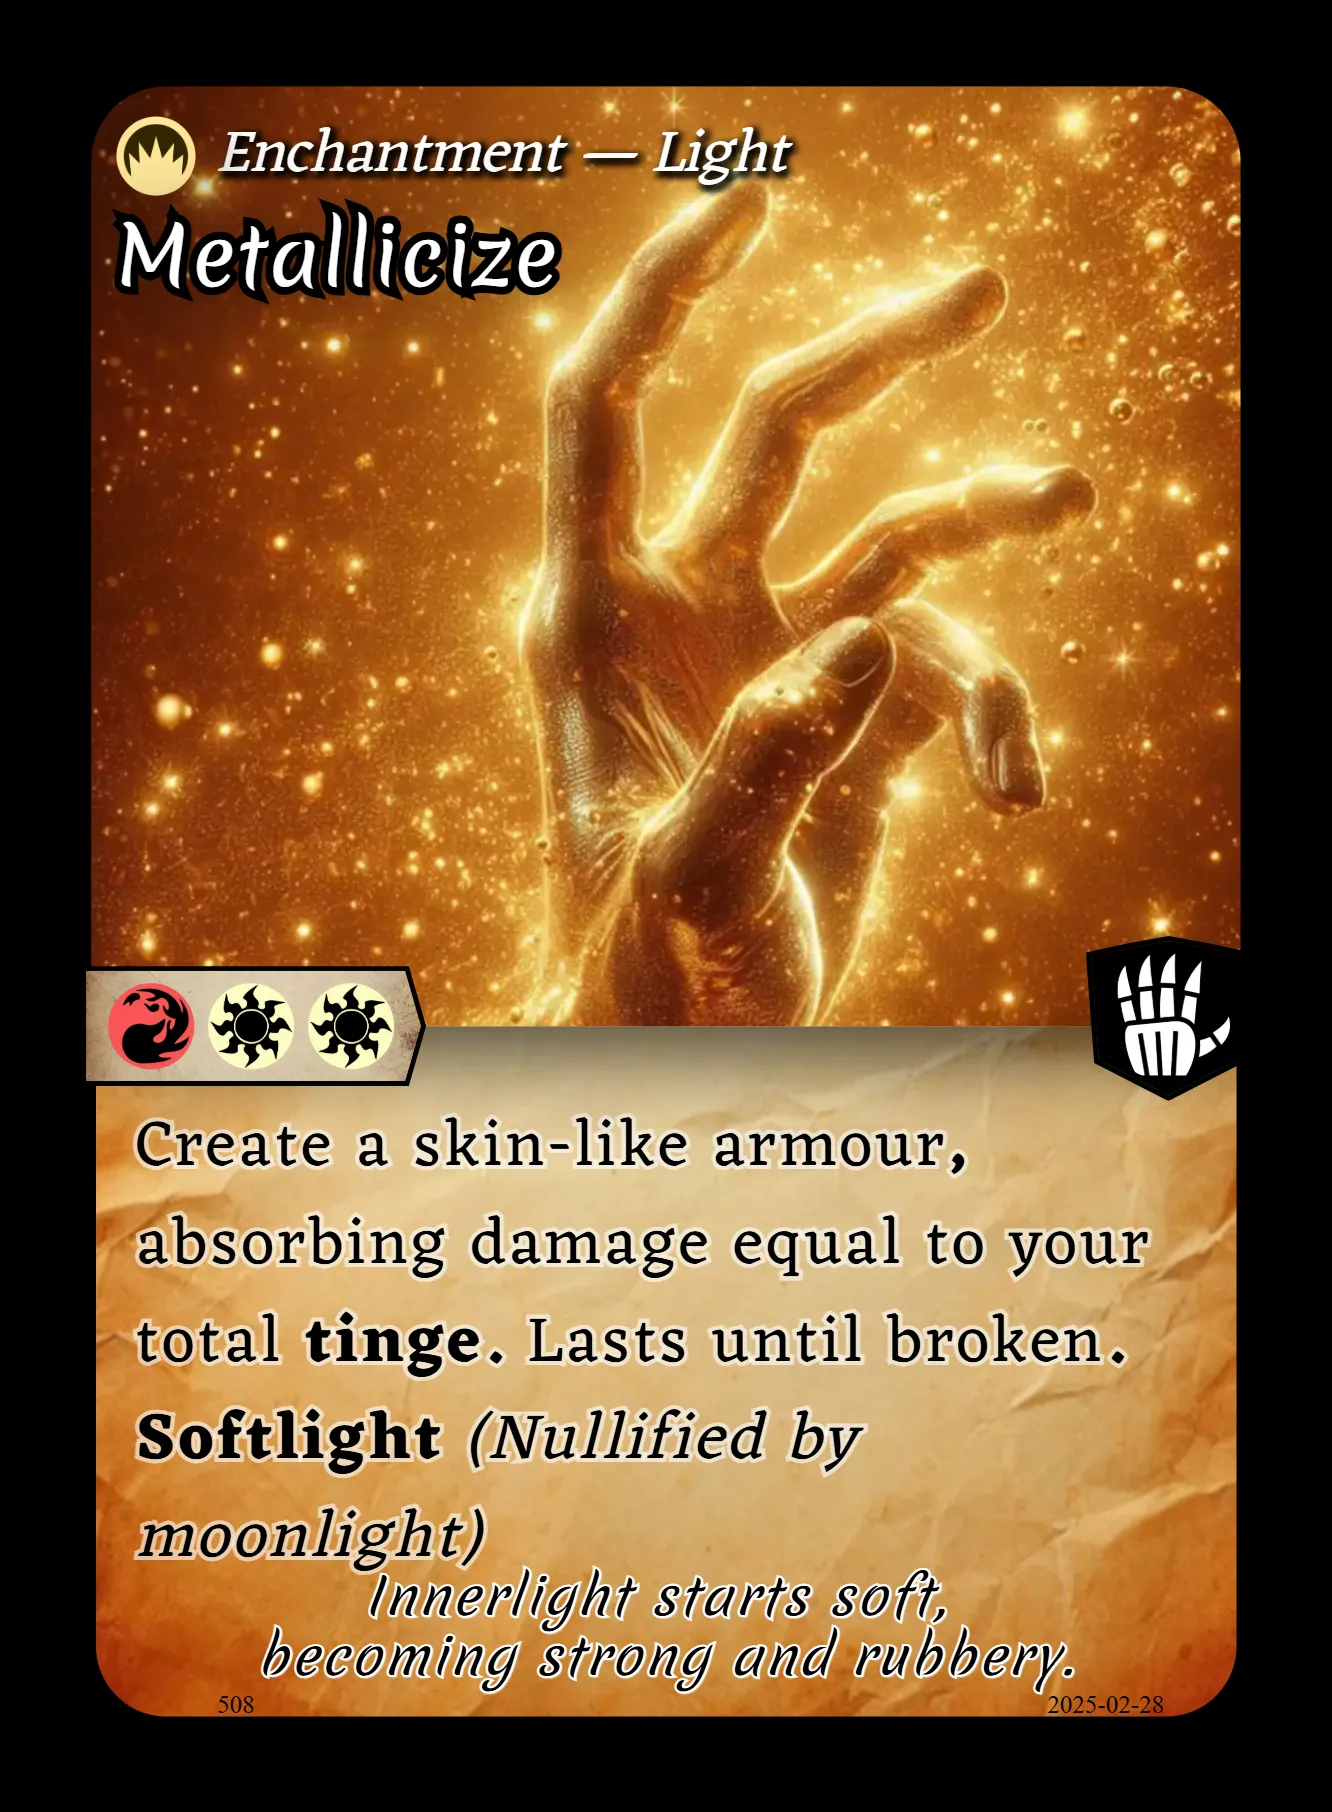 Enchantment — Light
Metallicize
Create a skin-like armour,
absorbing damage equal to your
total tinge. Lasts until broken.
Softlight (Nullified by
moonlight)
Innerlight starts soft,
becoming strong and rubbery.
508
2025-02-28